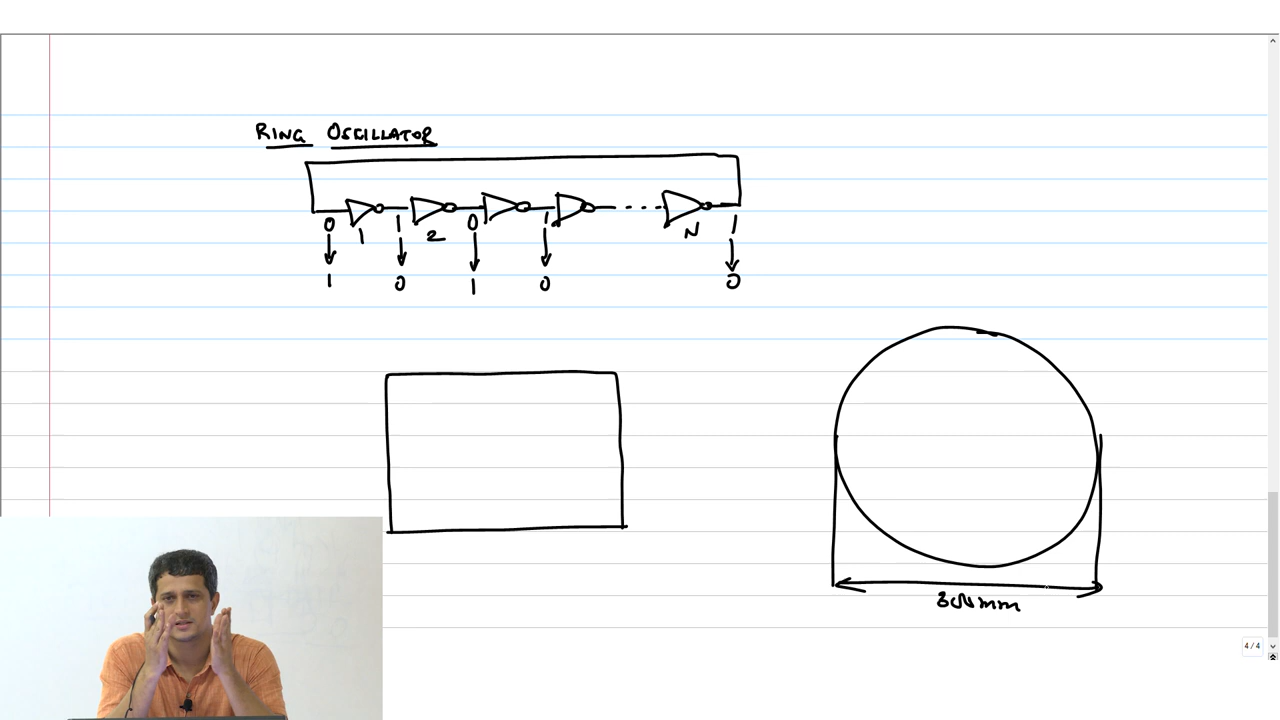 RING OSCILLATOR
0 1 0 1 1
1 2 N
1 0 1 0 0
300mm
4 / 4